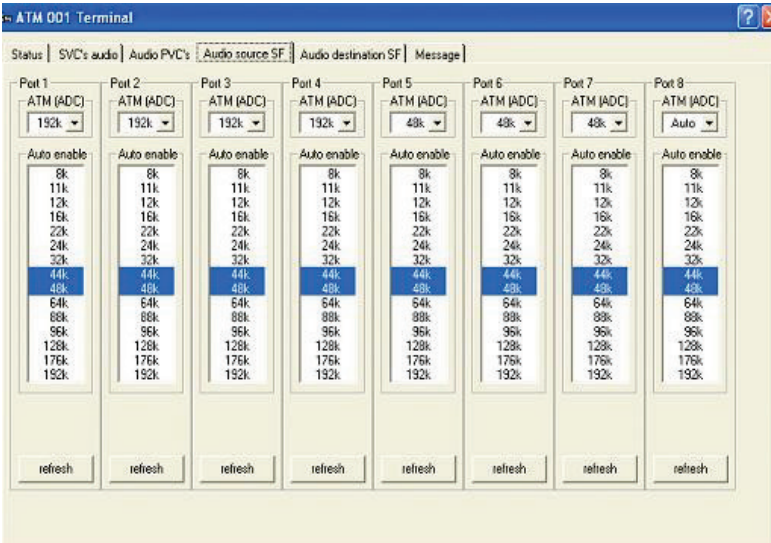 ATM 001 Terminal
Status SVC's audio Audio PVC's Audio source SF Audio destination SF Message
Port 1 Port 2 Port 3 Port 4 Port 5 Port 6 Port 7 Port 8
ATM (ADC) ATM (ADC) ATM (ADC) ATM (ADC) ATM (ADC) ATM (ADC) ATM (ADC) ATM (ADC)
192k 192k 192k 192k 48k 48k 48k Auto
Auto enable Auto enable Auto enable Auto enable Auto enable Auto enable Auto enable Auto enable
8k 8k 8k 8k 8k 8k 8k 8k
11k 11k 11k 11k 11k 11k 11k 11k
12k 12k 12k 12k 12k 12k 12k 12k
16k 16k 16k 16k 16k 16k 16k 16k
22k 22k 22k 22k 22k 22k 22k 22k
24k 24k 24k 24k 24k 24k 24k 24k
32k 32k 32k 32k 32k 32k 32k 32k
44k 44k 44k 44k 44k 44k 44k 44k
48k 48k 48k 48k 48k 48k 48k 48k
64k 64k 64k 64k 64k 64k 64k 64k
88k 88k 88k 88k 88k 88k 88k 88k
96k 96k 96k 96k 96k 96k 96k 96k
128k 128k 128k 128k 128k 128k 128k 128k
176k 176k 176k 176k 176k 176k 176k 176k
192k 192k 192k 192k 192k 192k 192k 192k
refresh refresh refresh refresh refresh refresh refresh refresh